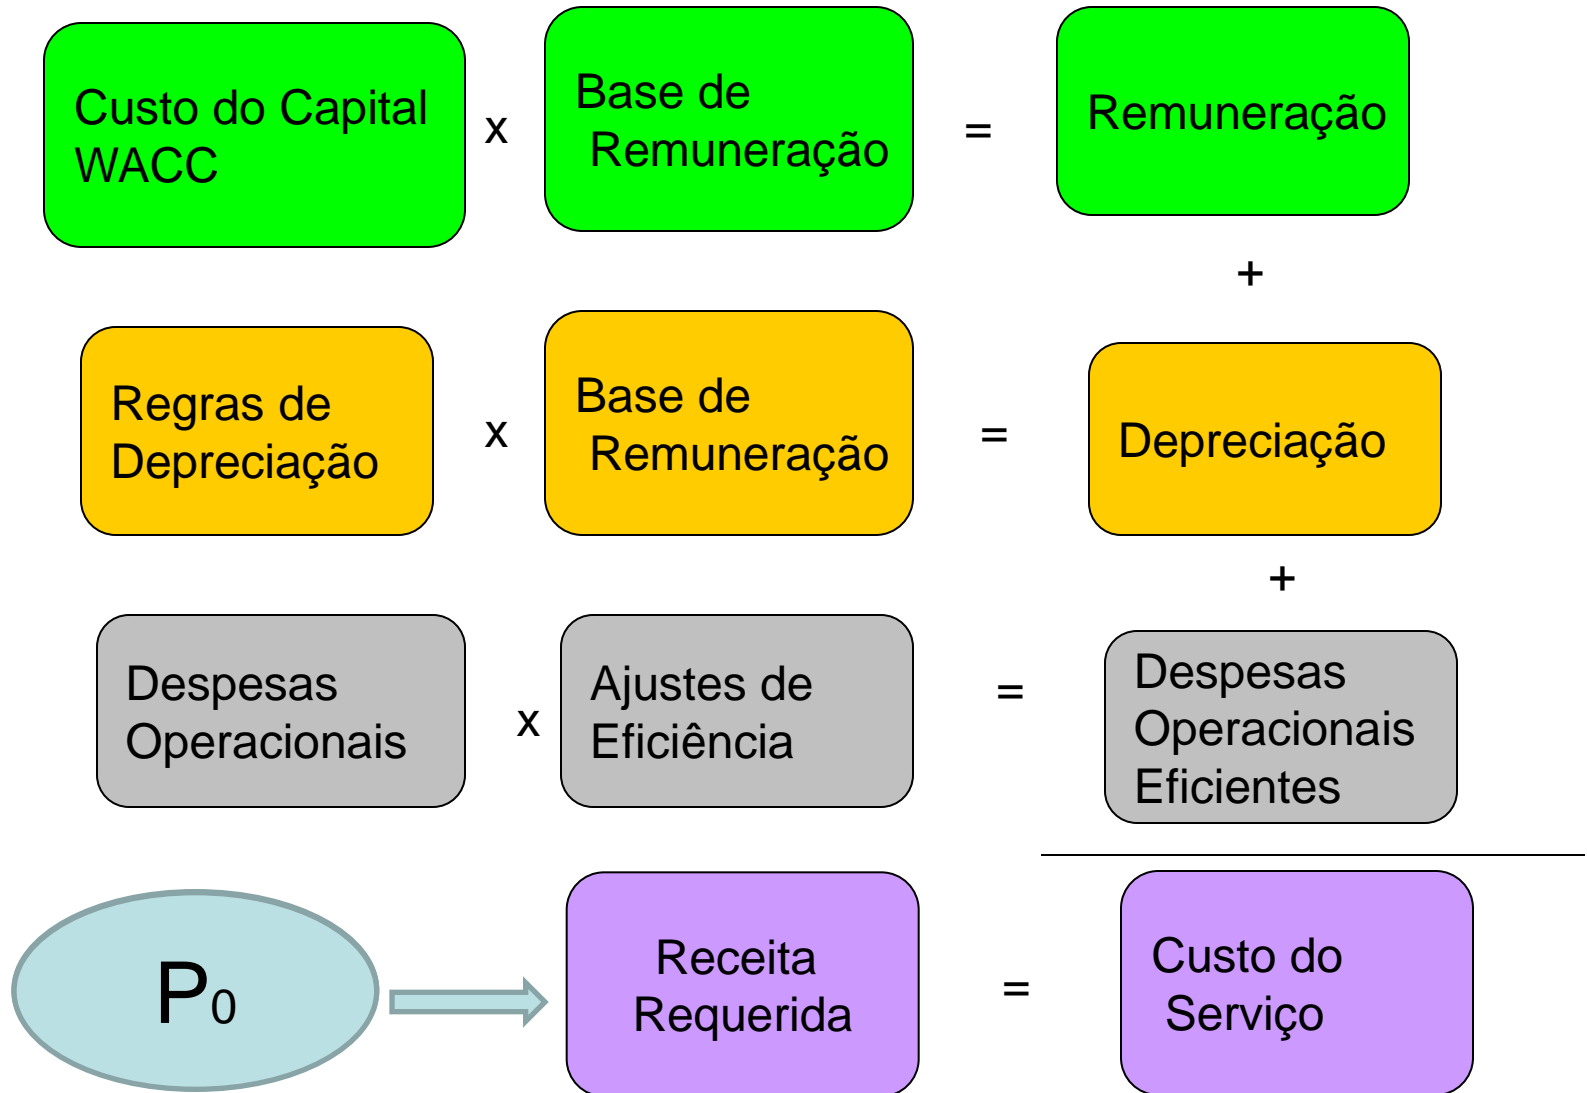 Custo do Capital
WACC
x
Base de
Remuneração
=
Remuneração
+
Regras de
Depreciação
x
Base de
Remuneração
=
Depreciação
+
Despesas
Operacionais
x
Ajustes de
Eficiência
=
Despesas
Operacionais
Eficientes
P₀
Receita
Requerida
=
Custo do
Serviço